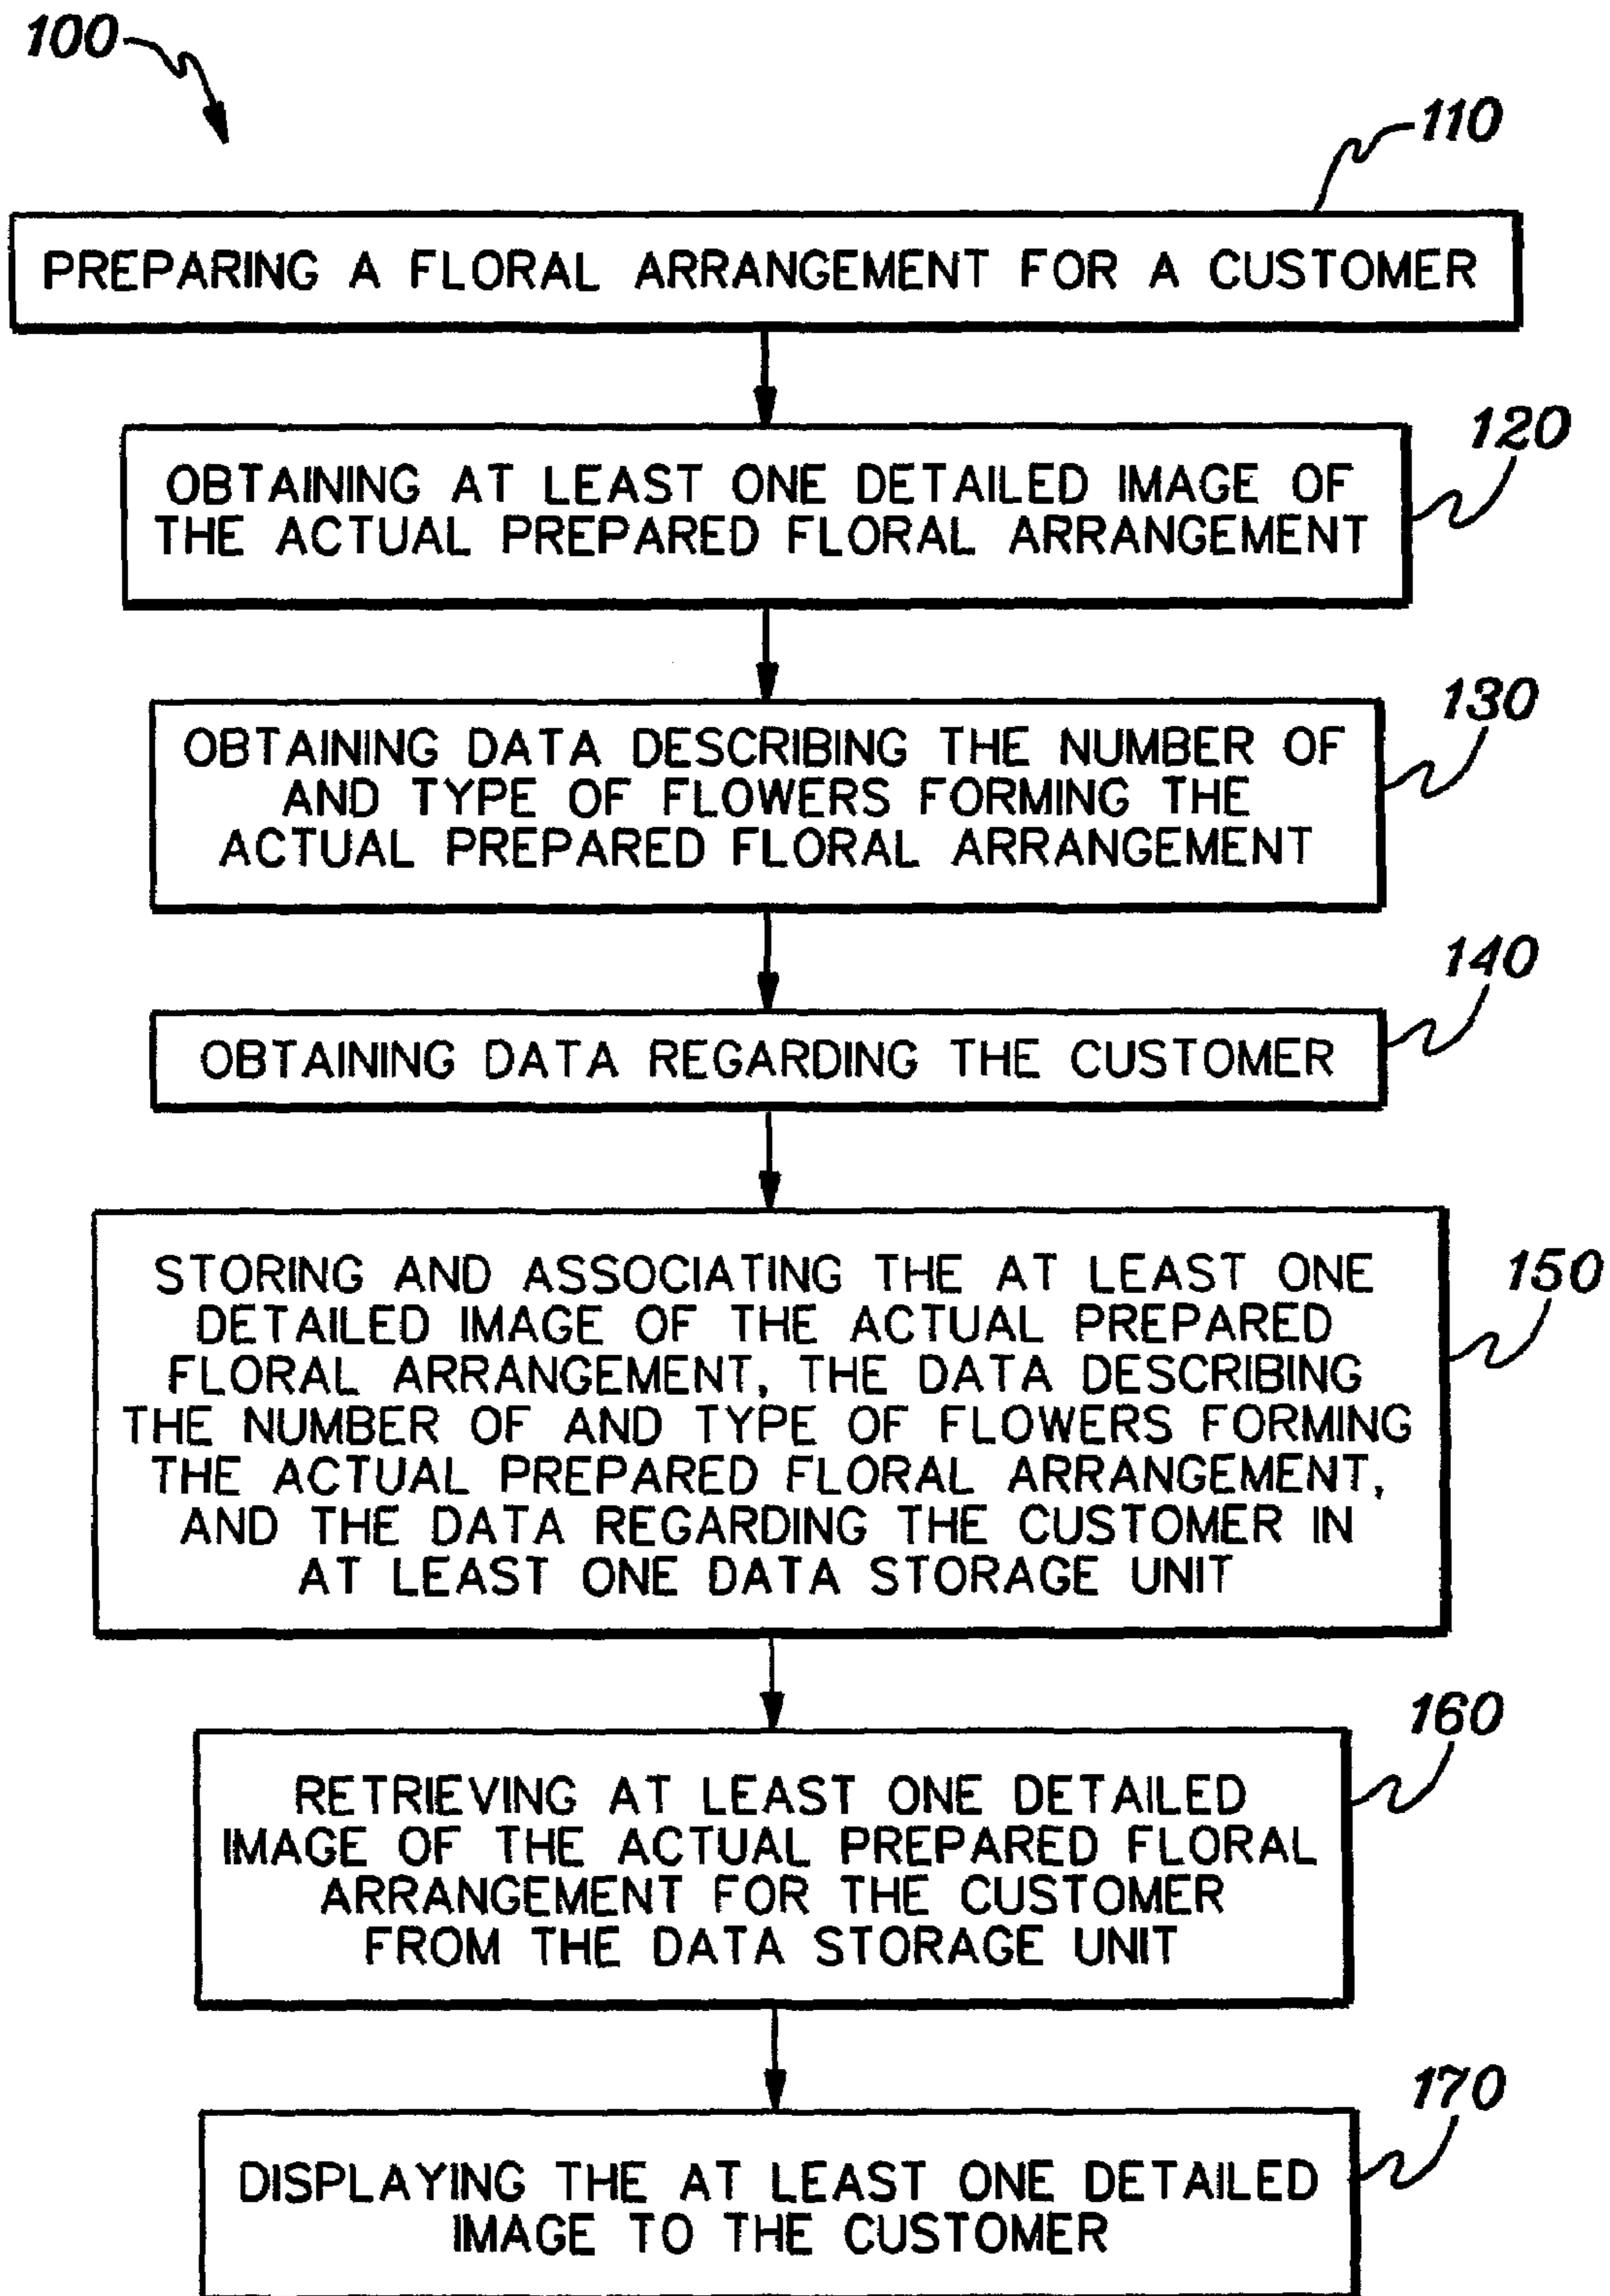 100
110
PREPARING A FLORAL ARRANGEMENT FOR A CUSTOMER
120
OBTAINING AT LEAST ONE DETAILED IMAGE OF
THE ACTUAL PREPARED FLORAL ARRANGEMENT
130
OBTAINING DATA DESCRIBING THE NUMBER OF
AND TYPE OF FLOWERS FORMING THE
ACTUAL PREPARED FLORAL ARRANGEMENT
140
OBTAINING DATA REGARDING THE CUSTOMER
150
STORING AND ASSOCIATING THE AT LEAST ONE
DETAILED IMAGE OF THE ACTUAL PREPARED
FLORAL ARRANGEMENT, THE DATA DESCRIBING
THE NUMBER OF AND TYPE OF FLOWERS FORMING
THE ACTUAL PREPARED FLORAL ARRANGEMENT,
AND THE DATA REGARDING THE CUSTOMER IN
AT LEAST ONE DATA STORAGE UNIT
160
RETRIEVING AT LEAST ONE DETAILED
IMAGE OF THE ACTUAL PREPARED FLORAL
ARRANGEMENT FOR THE CUSTOMER
FROM THE DATA STORAGE UNIT
170
DISPLAYING THE AT LEAST ONE DETAILED
IMAGE TO THE CUSTOMER